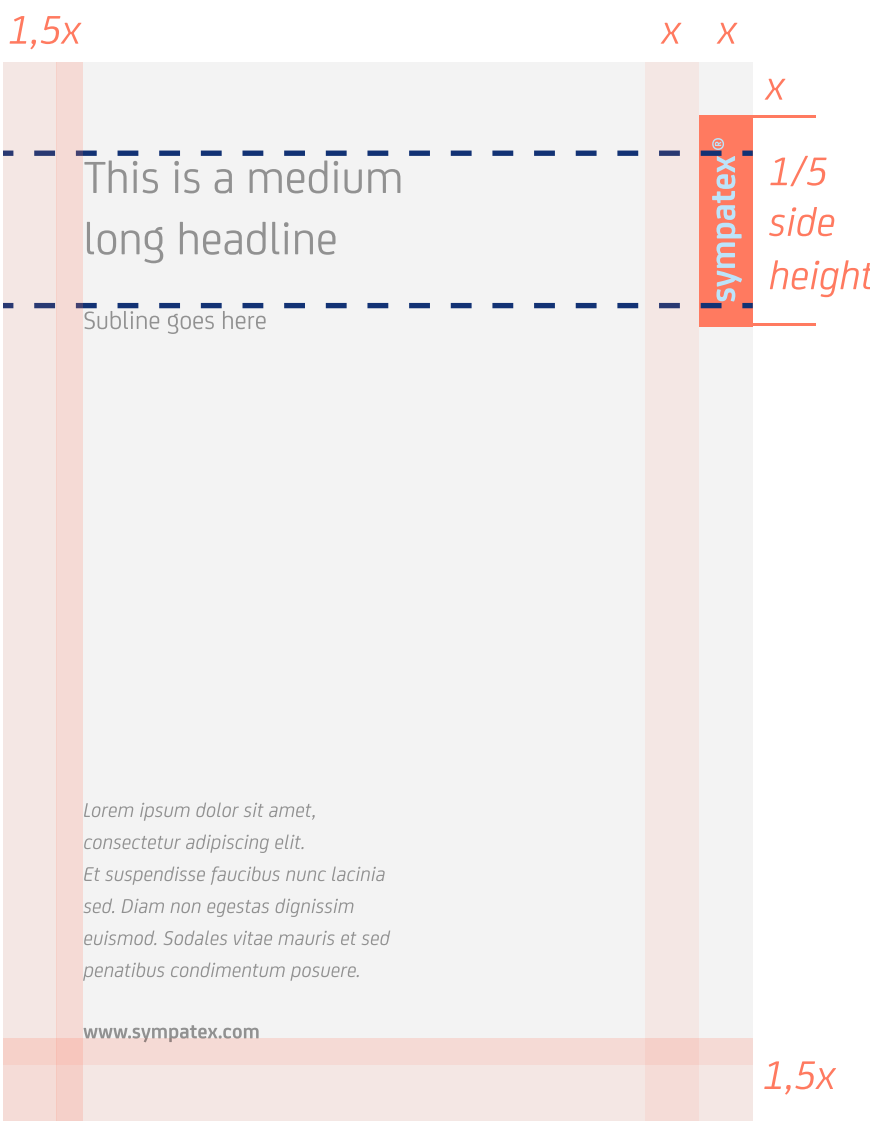 1,5x
x
x
x
This is a medium
long headline
Subline goes here
sympatex®
1/5
side
height
Lorem ipsum dolor sit amet,
consectetur adipiscing elit.
Et suspendisse faucibus nunc lacinia
sed. Diam non egestas dignissim
euismod. Sodales vitae mauris et sed
penatibus condimentum posuere.
www.sympatex.com
1,5x